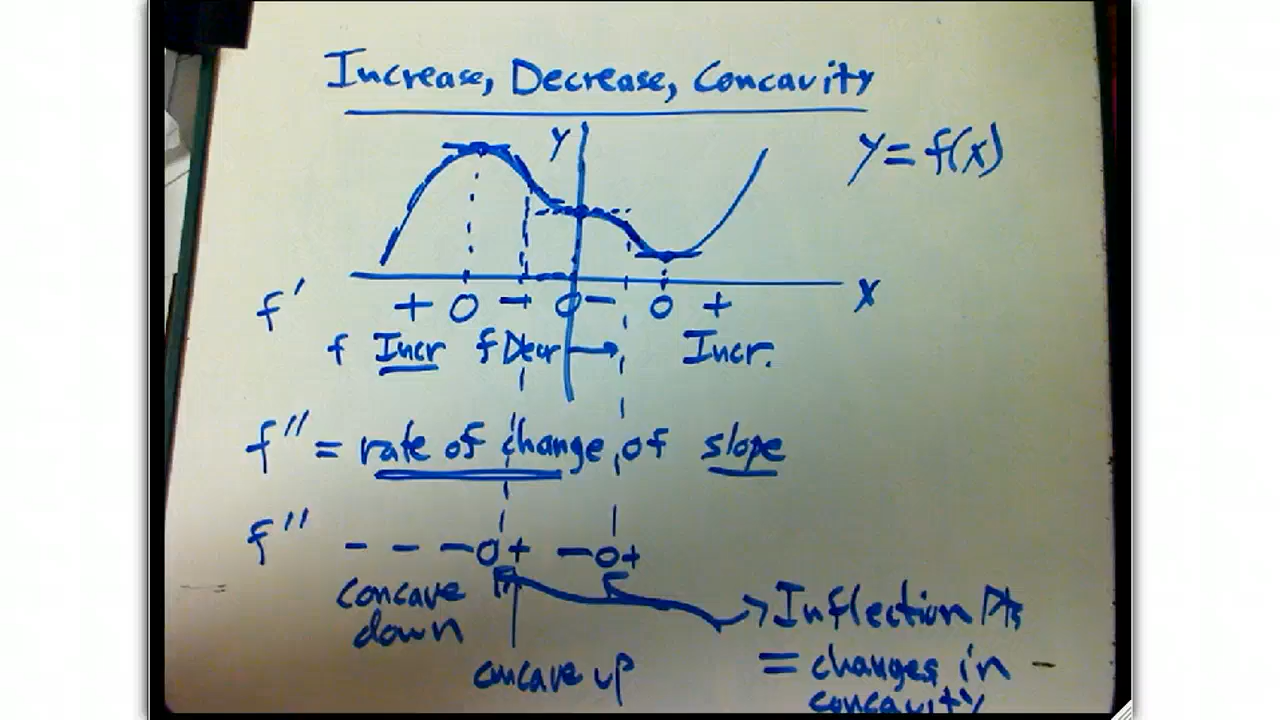 Increase, Decrease, Concavity
y
y = f(x)
x
f' + 0 - 0 - 0 +
f Incr f Decr → Incr.
f'' = rate of change of slope
f'' - - - 0 + - 0 +
concave
down
concave up
Inflection Pts
= changes in
concavity